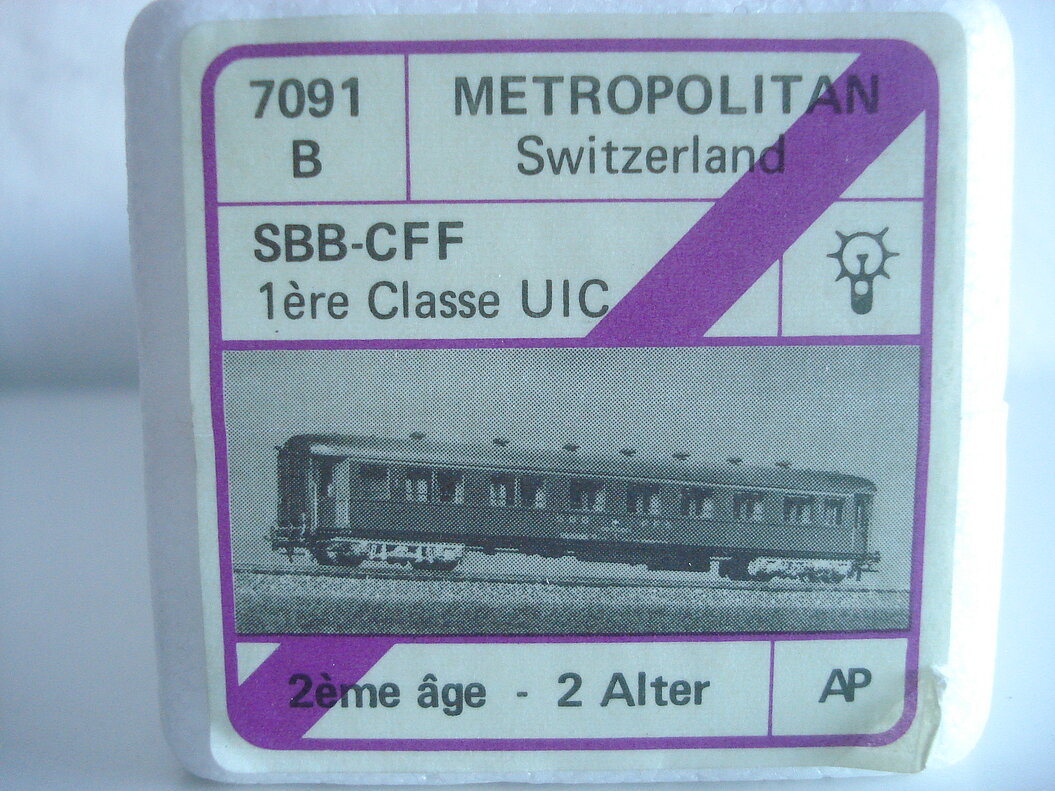 7091
B
METROPOLITAN
Switzerland
SBB-CFF
1ère Classe UIC
2ème âge - 2 Alter
AP